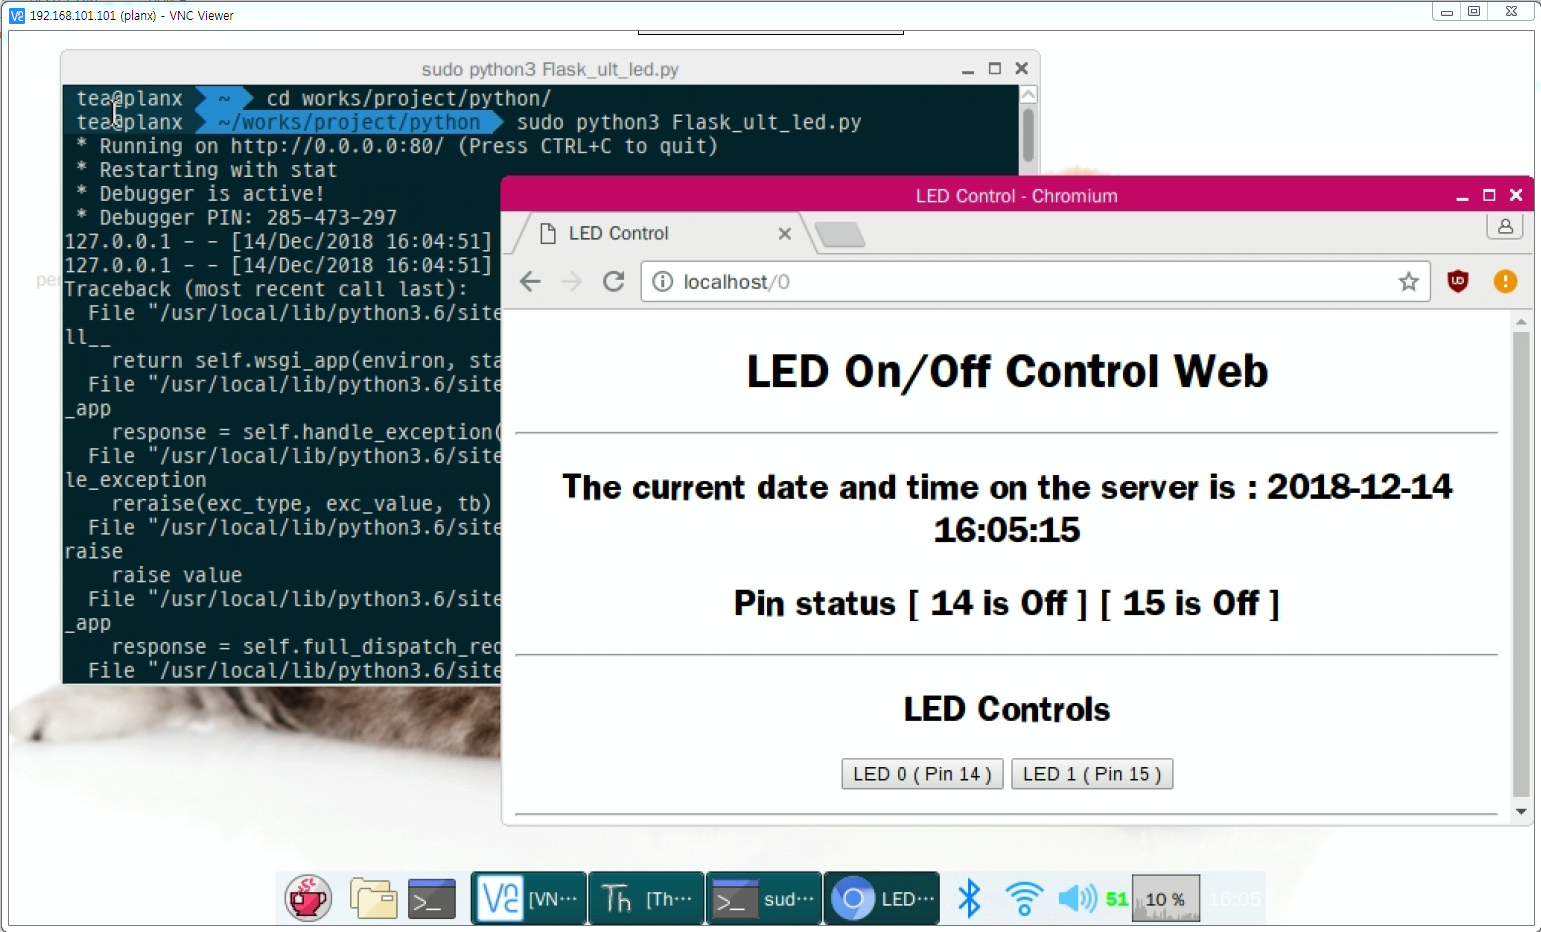 192.168.101.101 (planx) - VNC Viewer
sudo python3 Flask_ult_led.py
tea@planx ~ cd works/project/python/
tea@planx ~/works/project/python sudo python3 Flask_ult_led.py
* Running on http://0.0.0.0:80/ (Press CTRL+C to quit)
* Restarting with stat
* Debugger is active!
* Debugger PIN: 285-473-297
127.0.0.1 - - [14/Dec/2018 16:04:51]
127.0.0.1 - - [14/Dec/2018 16:04:51]
Traceback (most recent call last):
File "/usr/local/lib/python3.6/site
ll__
return self.wsgi_app(environ, sta
File "/usr/local/lib/python3.6/site
_app
response = self.handle_exception(
File "/usr/local/lib/python3.6/site
le_exception
reraise(exc_type, exc_value, tb)
File "/usr/local/lib/python3.6/site
raise
raise value
File "/usr/local/lib/python3.6/site
_app
response = self.full_dispatch_req
File "/usr/local/lib/python3.6/site
LED Control - Chromium
LED Control
localhost/0
LED On/Off Control Web
The current date and time on the server is : 2018-12-14
16:05:15
Pin status [ 14 is Off ] [ 15 is Off ]
LED Controls
LED 0 ( Pin 14 ) LED 1 ( Pin 15 )
[VN··· [Th··· sud··· LED··· 51 10 % 16:05